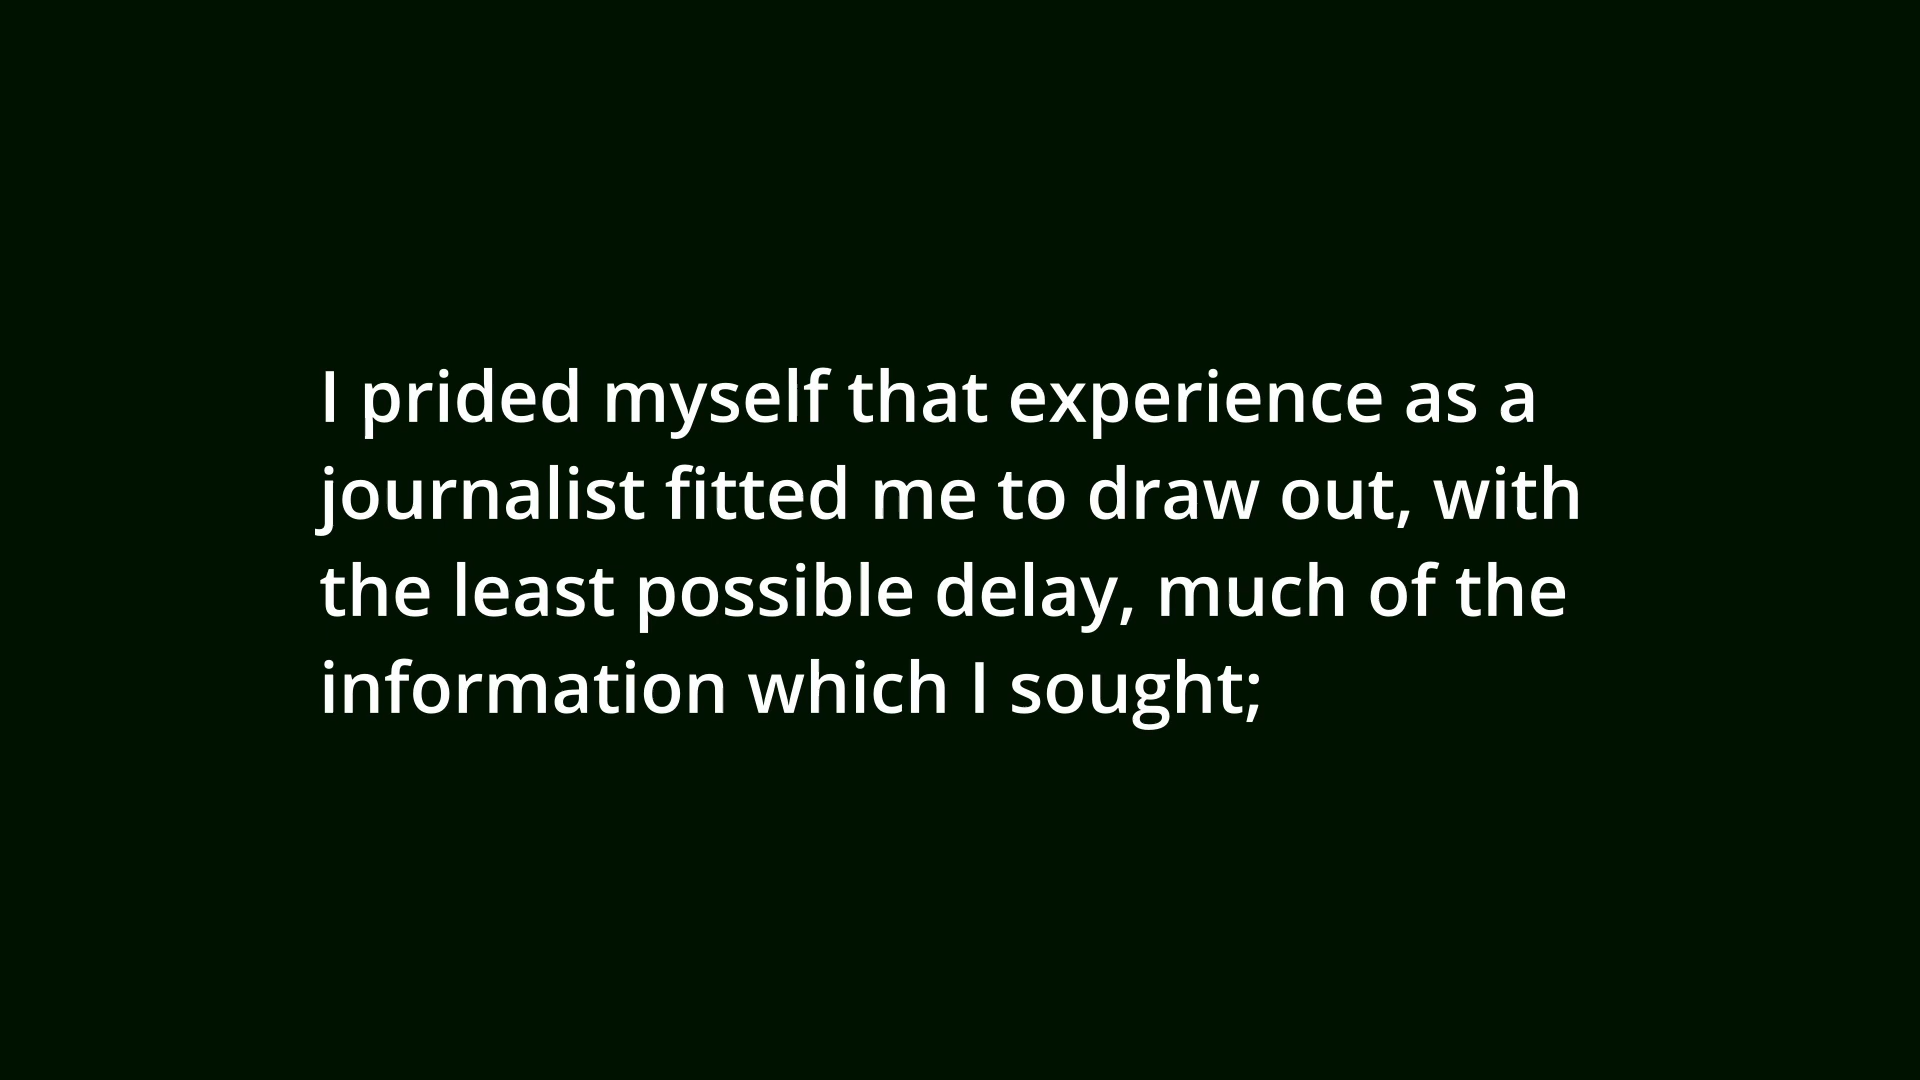 I prided myself that experience as a
journalist fitted me to draw out, with
the least possible delay, much of the
information which I sought;